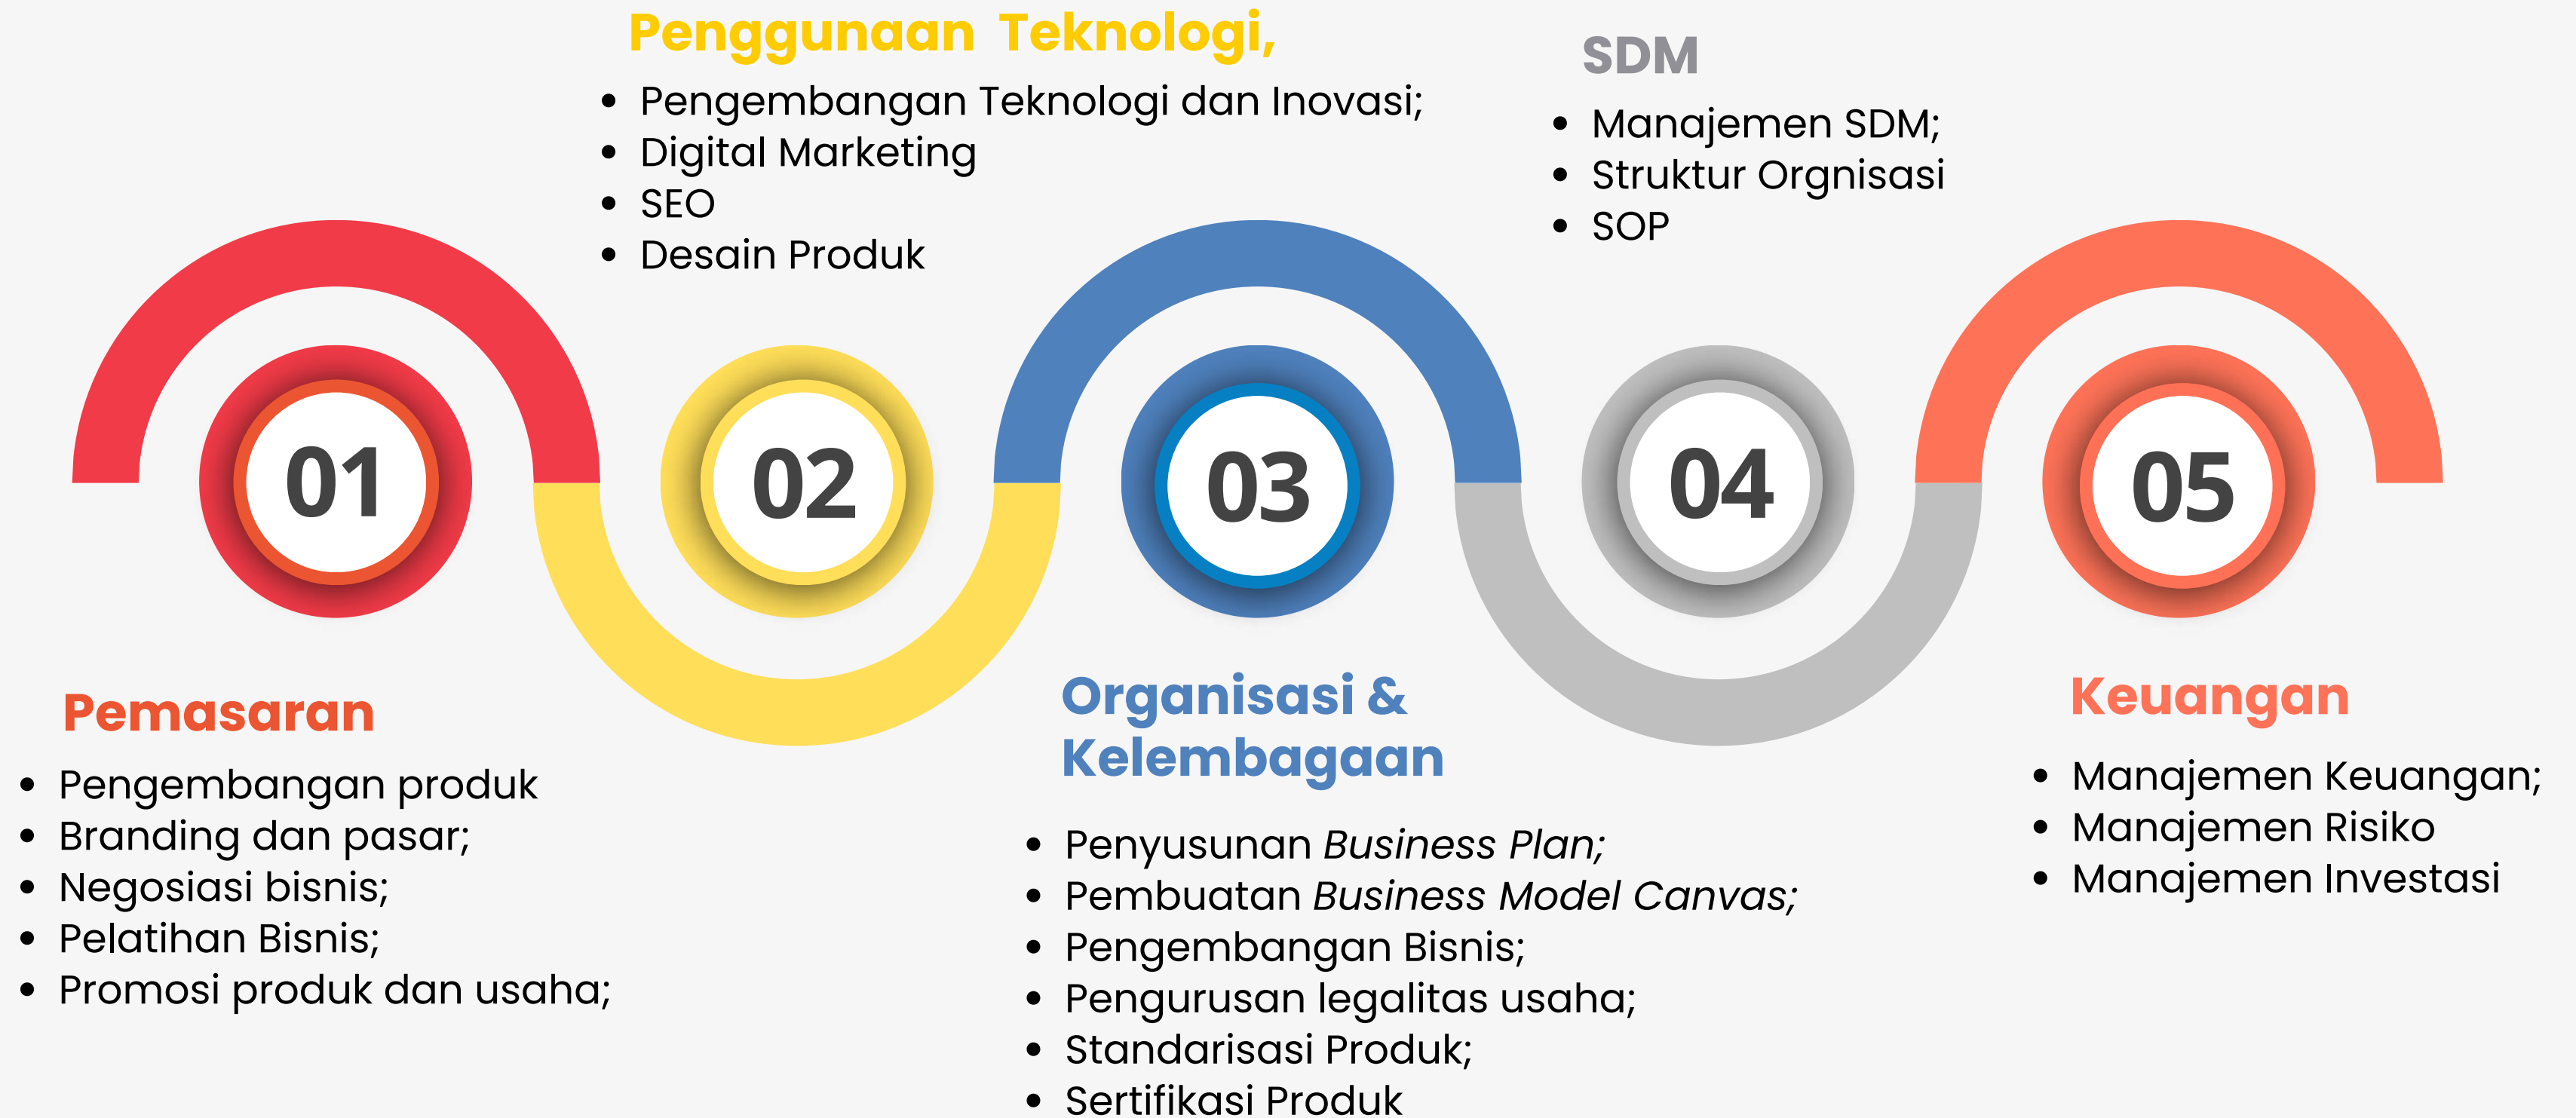 01
Pemasaran
Pengembangan produk
Branding dan pasar;
Negosiasi bisnis;
Pelatihan Bisnis;
Promosi produk dan usaha;
Penggunaan Teknologi,
Pengembangan Teknologi dan Inovasi;
Digital Marketing
SEO
Desain Produk
02
03
Organisasi &
Kelembagaan
Penyusunan Business Plan;
Pembuatan Business Model Canvas;
Pengembangan Bisnis;
Pengurusan legalitas usaha;
Standarisasi Produk;
Sertifikasi Produk
SDM
Manajemen SDM;
Struktur Orgnisasi
SOP
04
05
Keuangan
Manajemen Keuangan;
Manajemen Risiko
Manajemen Investasi